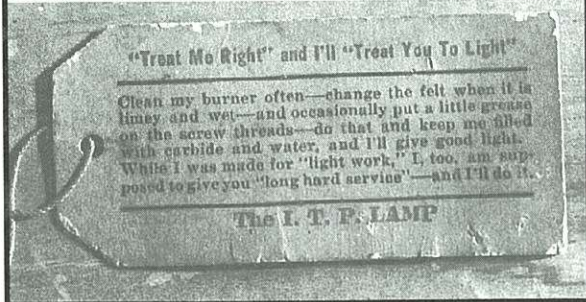 "Treat Me Right" and I'll "Treat You To Light"
Clean my burner often—change the felt when it is
limey and wet—and occasionally put a little grease
on the screw threads—do that and keep me filled
with carbide and water, and I'll give good light.
While I was made for "light work," I, too, am sup-
posed to give you "long hard service"—and I'll do it.
The I. T. P. LAMP